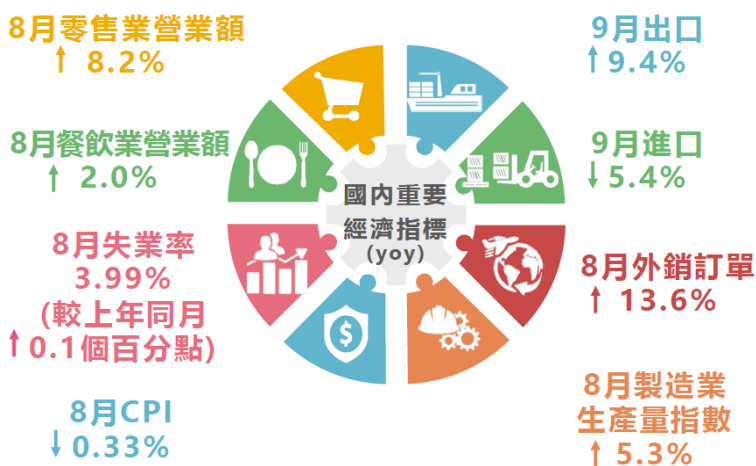 8月零售業營業額
↑ 8.2%
8月餐飲業營業額
↑ 2.0%
8月失業率
3.99%
(較上年同月
↑0.1個百分點)
8月CPI
↓ 0.33%
國內重要
經濟指標
(yoy)
$
9月出口
↑ 9.4%
9月進口
↓ 5.4%
8月外銷訂單
↑ 13.6%
8月製造業
生產量指數
↑ 5.3%